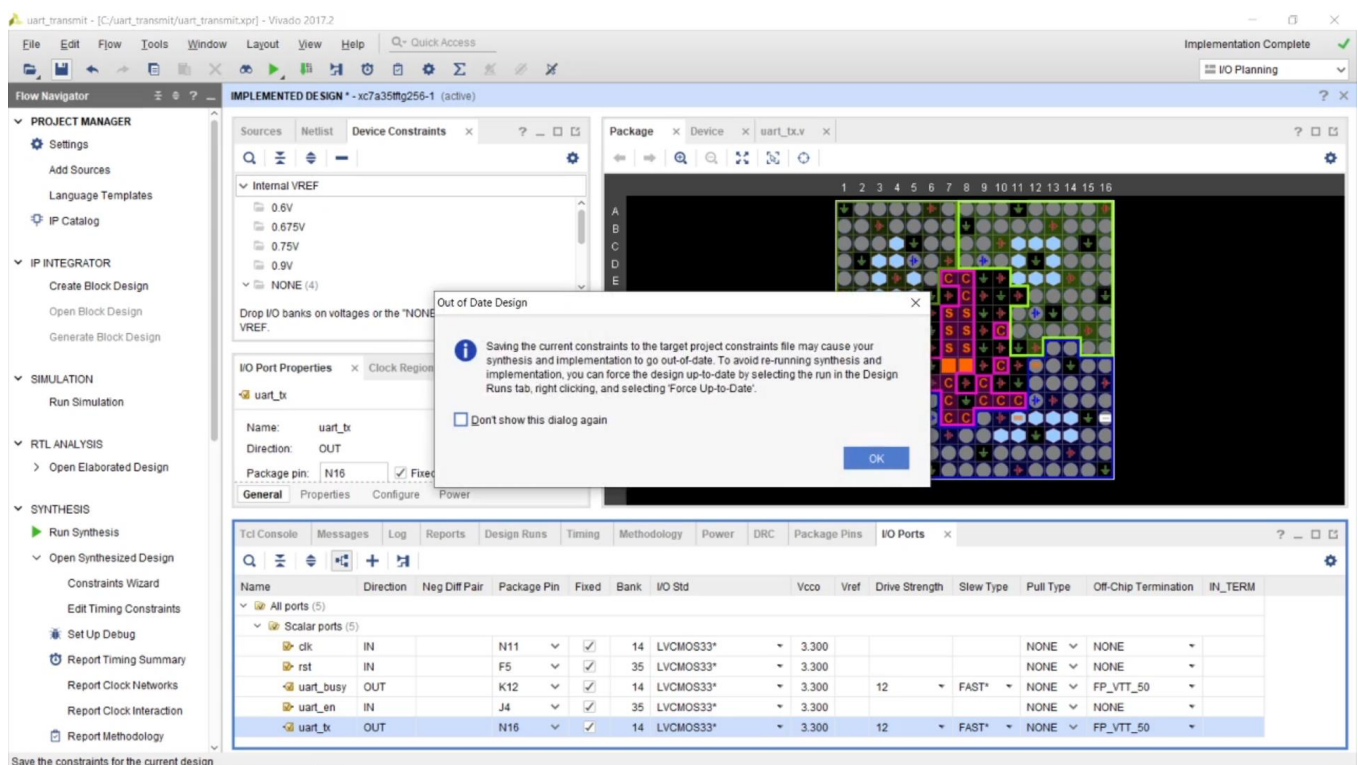 uart_transmit - [C:/uart_transmit/uart_transmit.xpr] - Vivado 2017.2
File Edit Flow Tools Window Layout View Help Quick Access
Implementation Complete
I/O Planning
Flow Navigator
IMPLEMENTED DESIGN * - xc7a35tftg256-1 (active)
PROJECT MANAGER
Settings
Add Sources
Language Templates
IP Catalog
IP INTEGRATOR
Create Block Design
Open Block Design
Generate Block Design
SIMULATION
Run Simulation
RTL ANALYSIS
Open Elaborated Design
SYNTHESIS
Run Synthesis
Open Synthesized Design
Constraints Wizard
Edit Timing Constraints
Set Up Debug
Report Timing Summary
Report Clock Networks
Report Clock Interaction
Report Methodology
Save the constraints for the current design
Sources Netlist Device Constraints
Internal VREF
0.6V
0.675V
0.75V
0.9V
NONE (4)
Drop I/O banks on voltages or the "NONE
VREF.
I/O Port Properties Clock Region
uart_tx
Name: uart_tx
Direction: OUT
Package pin: N16 Fixed
General Properties Configure Power
Package Device uart_tx.v
1 2 3 4 5 6 7 8 9 10 11 12 13 14 15 16
A
B
C
D
E
C C
C
S S
S S C
S S
C
C C
C C C C
C C
Out of Date Design
Saving the current constraints to the target project constraints file may cause your
synthesis and implementation to go out-of-date. To avoid re-running synthesis and
implementation, you can force the design up-to-date by selecting the run in the Design
Runs tab, right clicking, and selecting 'Force Up-to-Date'.
Don't show this dialog again
OK
Tcl Console Messages Log Reports Design Runs Timing Methodology Power DRC Package Pins I/O Ports
Name Direction Neg Diff Pair Package Pin Fixed Bank I/O Std Vcco Vref Drive Strength Slew Type Pull Type Off-Chip Termination IN_TERM
All ports (5)
Scalar ports (5)
clk IN N11 14 LVCMOS33* 3.300 NONE NONE
rst IN F5 35 LVCMOS33* 3.300 NONE NONE
uart_busy OUT K12 14 LVCMOS33* 3.300 12 FAST* NONE FP_VTT_50
uart_en IN J4 35 LVCMOS33* 3.300 NONE NONE
uart_tx OUT N16 14 LVCMOS33* 3.300 12 FAST* NONE FP_VTT_50